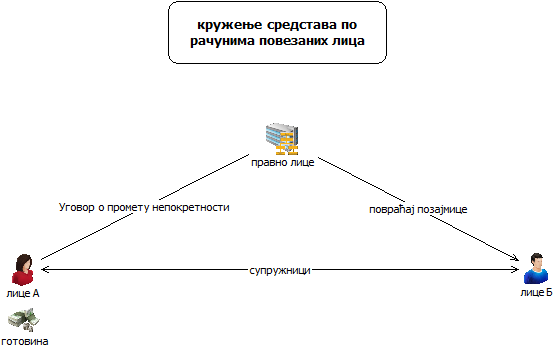 кружење средстава по
рачунима повезаних лица
правно лице
Уговор о промету непокретности
повраћај позајмице
супружници
лице А
лице Б
готовина